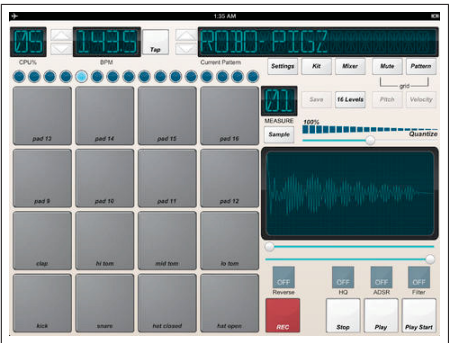 1:35 AM
05 143.5 Tap ROBO-PIGZ
CPU% BPM Current Pattern
Settings Kit Mixer Mute Pattern
grid
01 Save 16 Levels Pitch Velocity
MEASURE 100%
Sample Quantize
pad 13 pad 14 pad 15 pad 16
pad 9 pad 10 pad 11 pad 12
clap hi tom mid tom lo tom
OFF OFF OFF OFF
Reverse HQ ADSR Filter
kick snare hat closed hat open
REC Stop Play Play Start